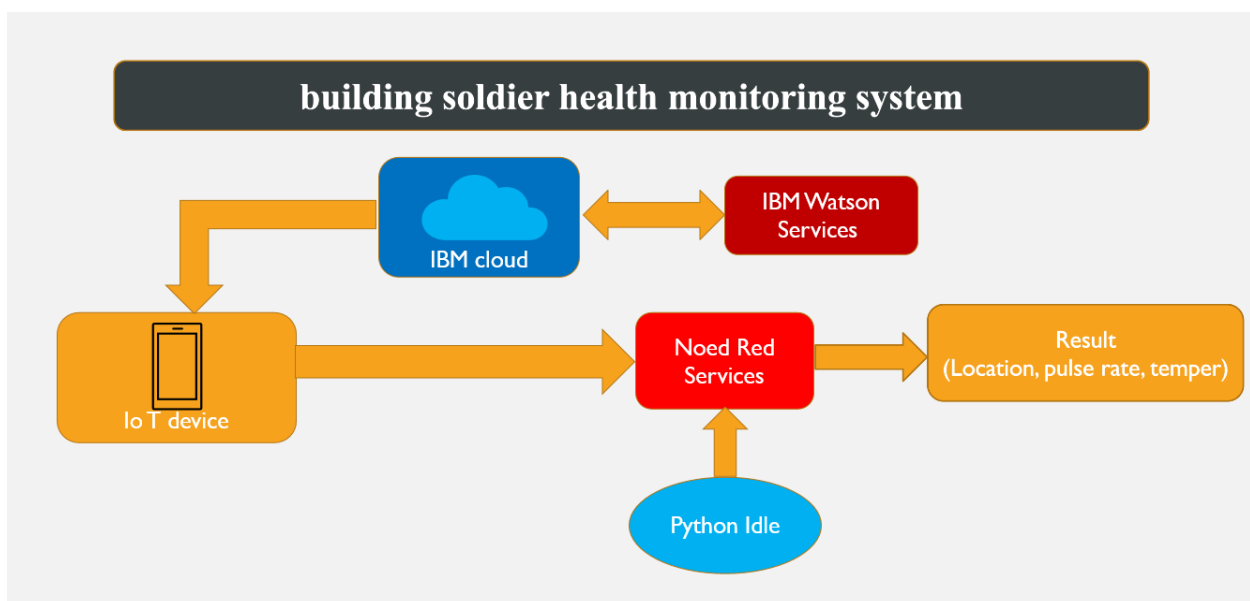 building soldier health monitoring system
IBM cloud
IBM Watson
Services
IoT device
Noed Red
Services
Result
(Location, pulse rate, temper)
Python Idle